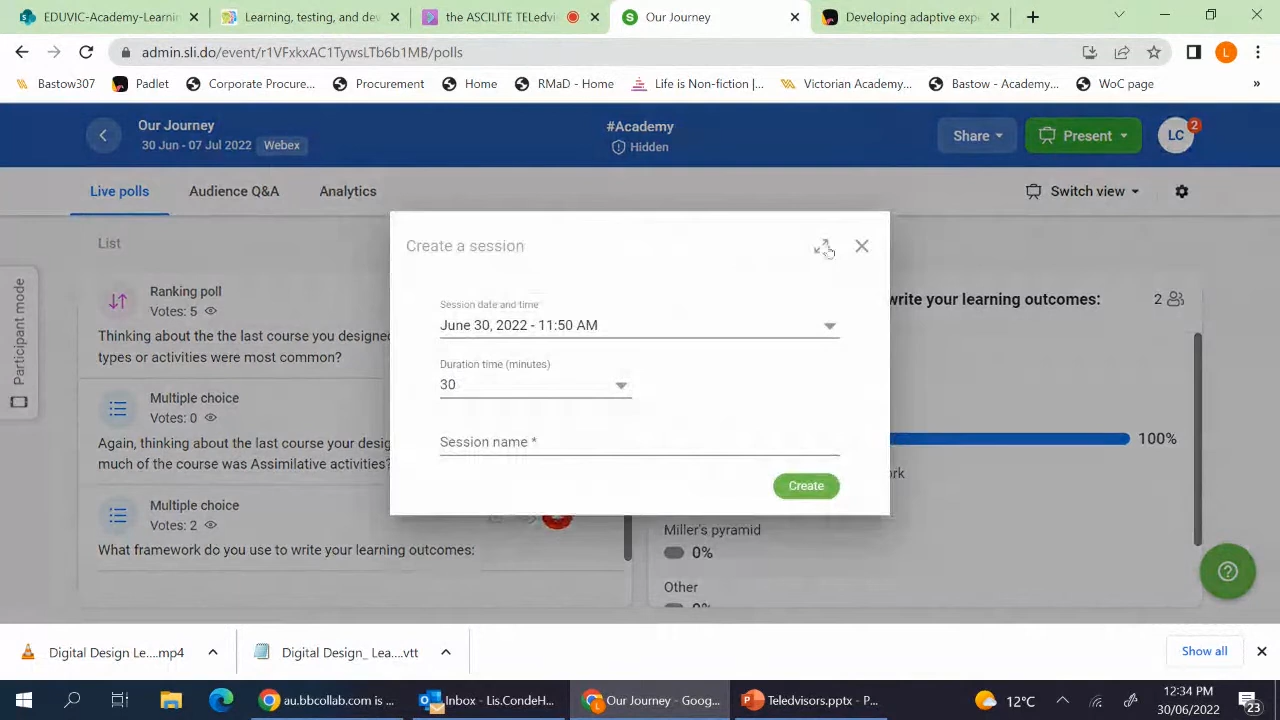 EDUVIC-Academy-Learnin
Learning, testing, and dev
the ASCILITE TELedvi
Our Journey
Developing adaptive exp
admin.sli.do/event/r1VFxkxAC1TywsLTb6b1MB/polls
L
Bastow307
Padlet
Corporate Procure...
Procurement
Home
RMaD - Home
Life is Non-fiction |...
Victorian Academy...
Bastow - Academy...
WoC page
»
Our Journey
30 Jun - 07 Jul 2022 Webex
#Academy
Hidden
Share
Present
LC
2
Live polls
Audience Q&A
Analytics
Switch view
List
Participant mode
Ranking poll
Votes: 5
Thinking about the the last course you designed
types or activities were most common?
Multiple choice
Votes: 0
Again, thinking about the last course your desig
much of the course was Assimilative activities?
Multiple choice
Votes: 2
What framework do you use to write your learning outcomes:
Create a session
Session date and time
June 30, 2022 - 11:50 AM
Duration time (minutes)
30
Session name *
Create
write your learning outcomes:
2
100%
rk
Miller's pyramid
0%
Other
0%
Digital Design Le....mp4
Digital Design_ Lea....vtt
Show all
au.bbcollab.com is ...
Inbox - Lis.CondeH...
Our Journey - Goog...
Teledvisors.pptx - P...
12°C
12:34 PM
30/06/2022
23